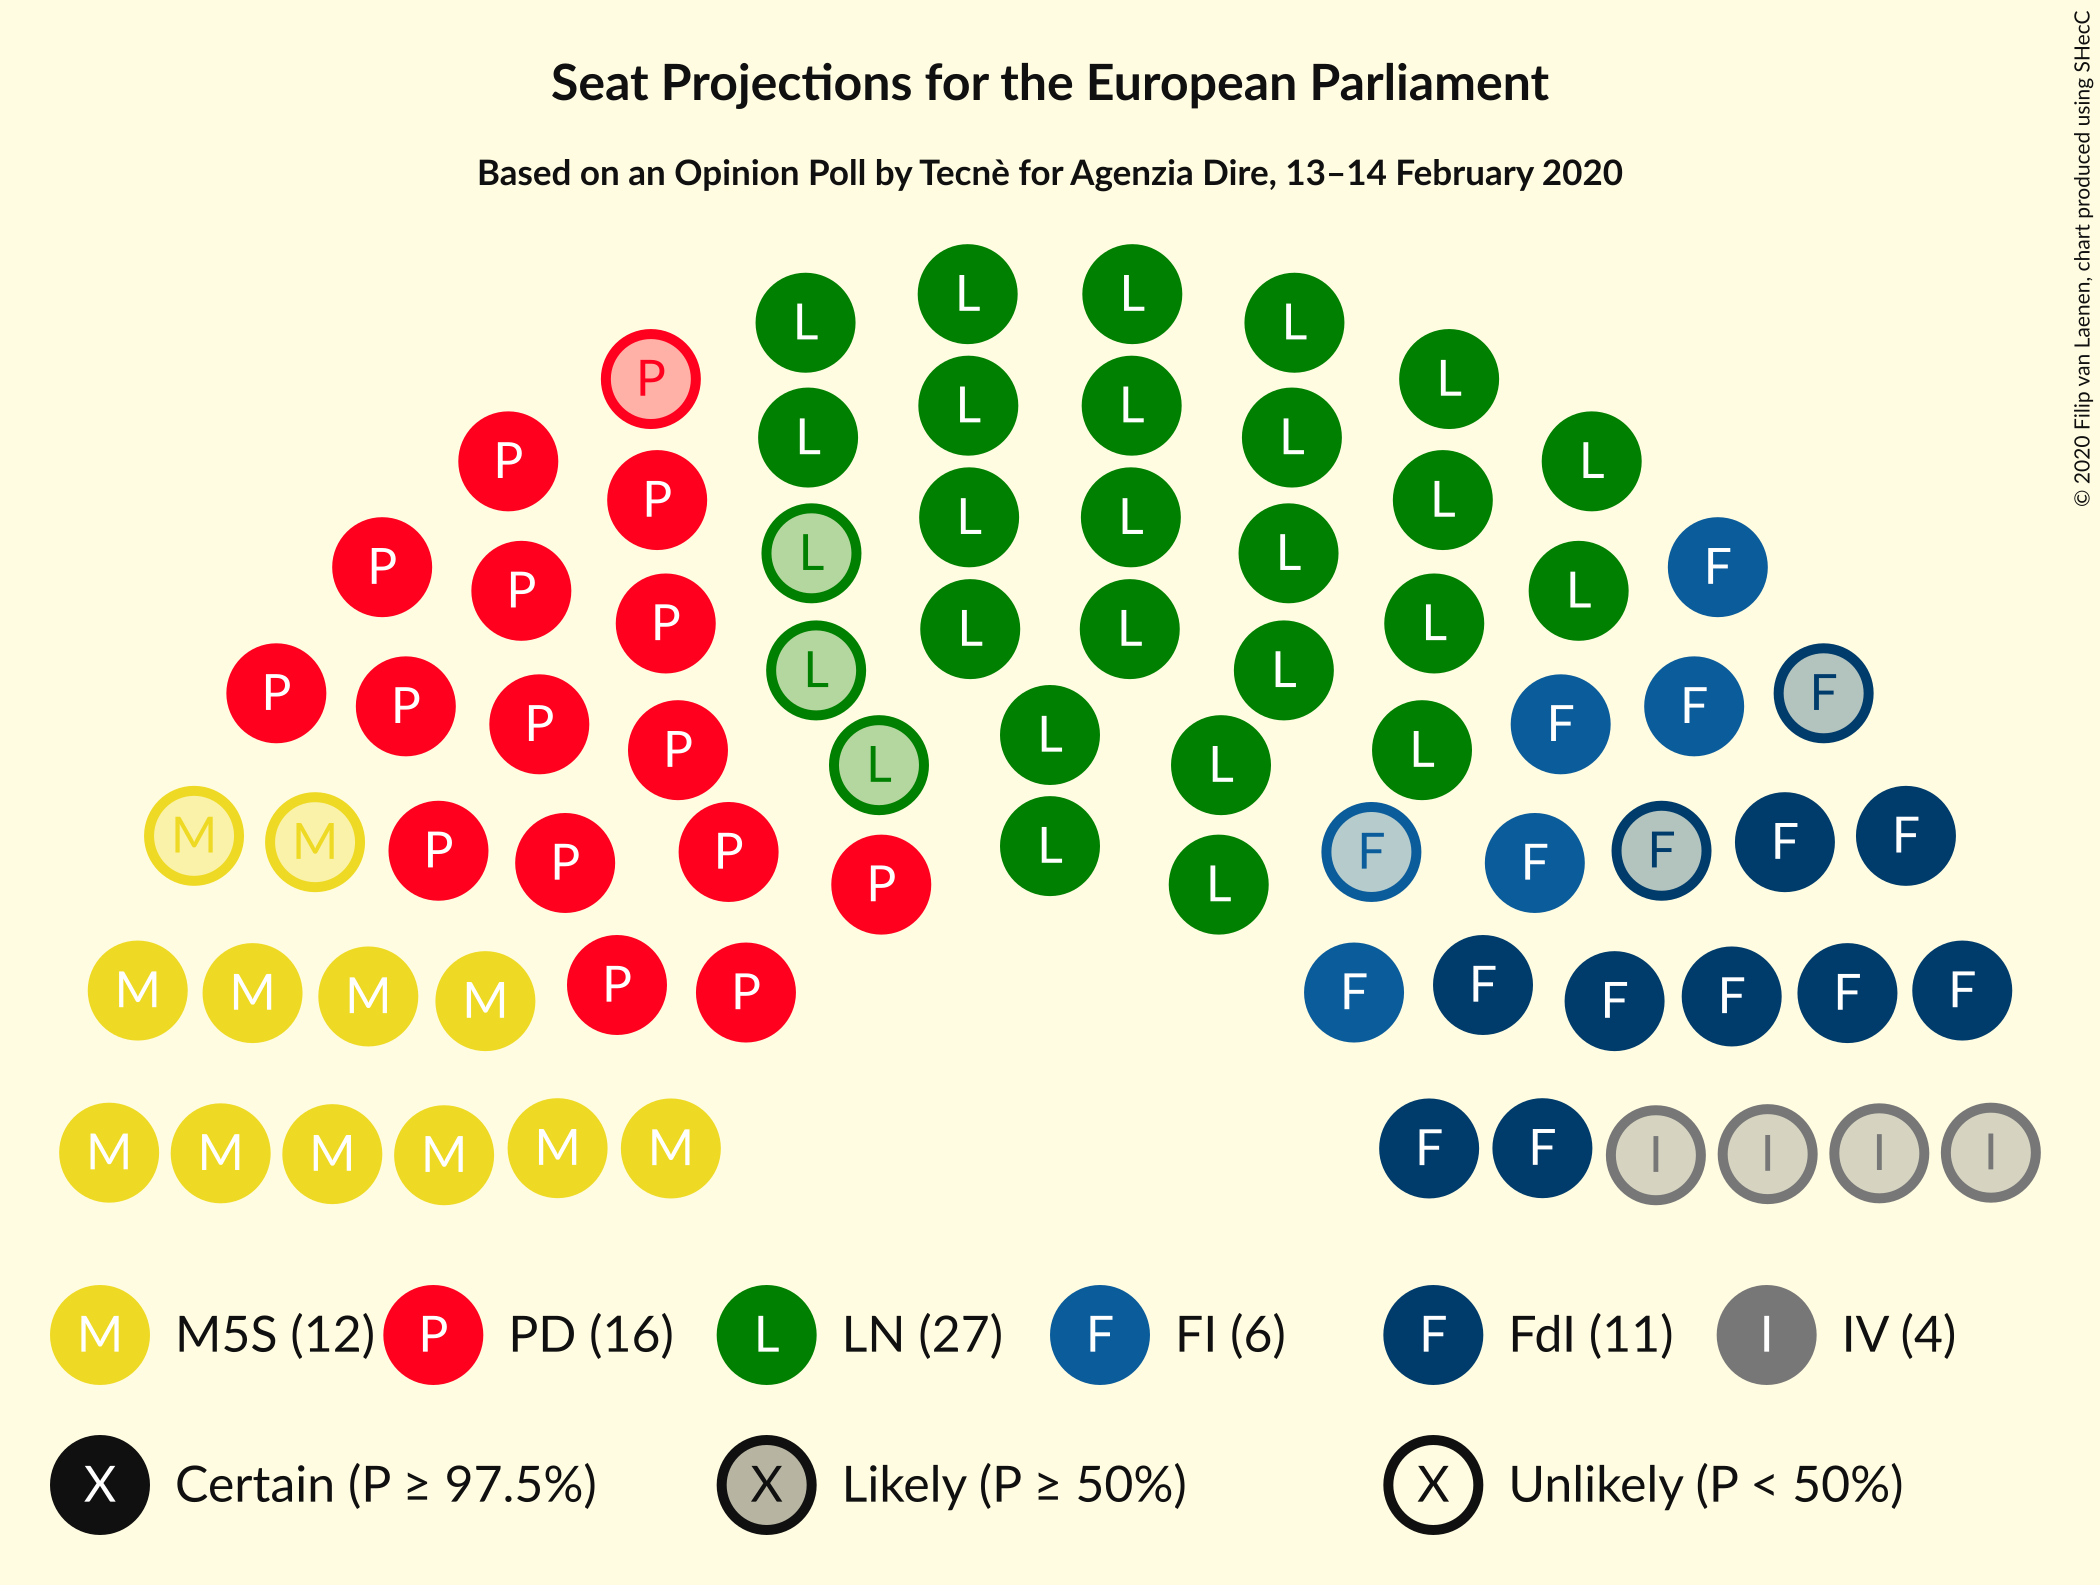 Seat Projections for the European Parliament
Based on an Opinion Poll by Tecnè for Agenzia Dire, 13–14 February 2020
© 2020 Filip van Laenen, chart produced using SHecC
L L L L
P L
L L L L
P L
P L
L L L L
P F
P L
P L
L L L L
P F F
P P F F
P L
L L L
M M P P P L L F F F F F
P L L
M M M M P P F F F F F F
M M M M M M F F I I I I
M M5S (12) P PD (16) L LN (27) F FI (6) F FdI (11) I IV (4)
X Certain (P ≥ 97.5%) X Likely (P ≥ 50%) X Unlikely (P < 50%)